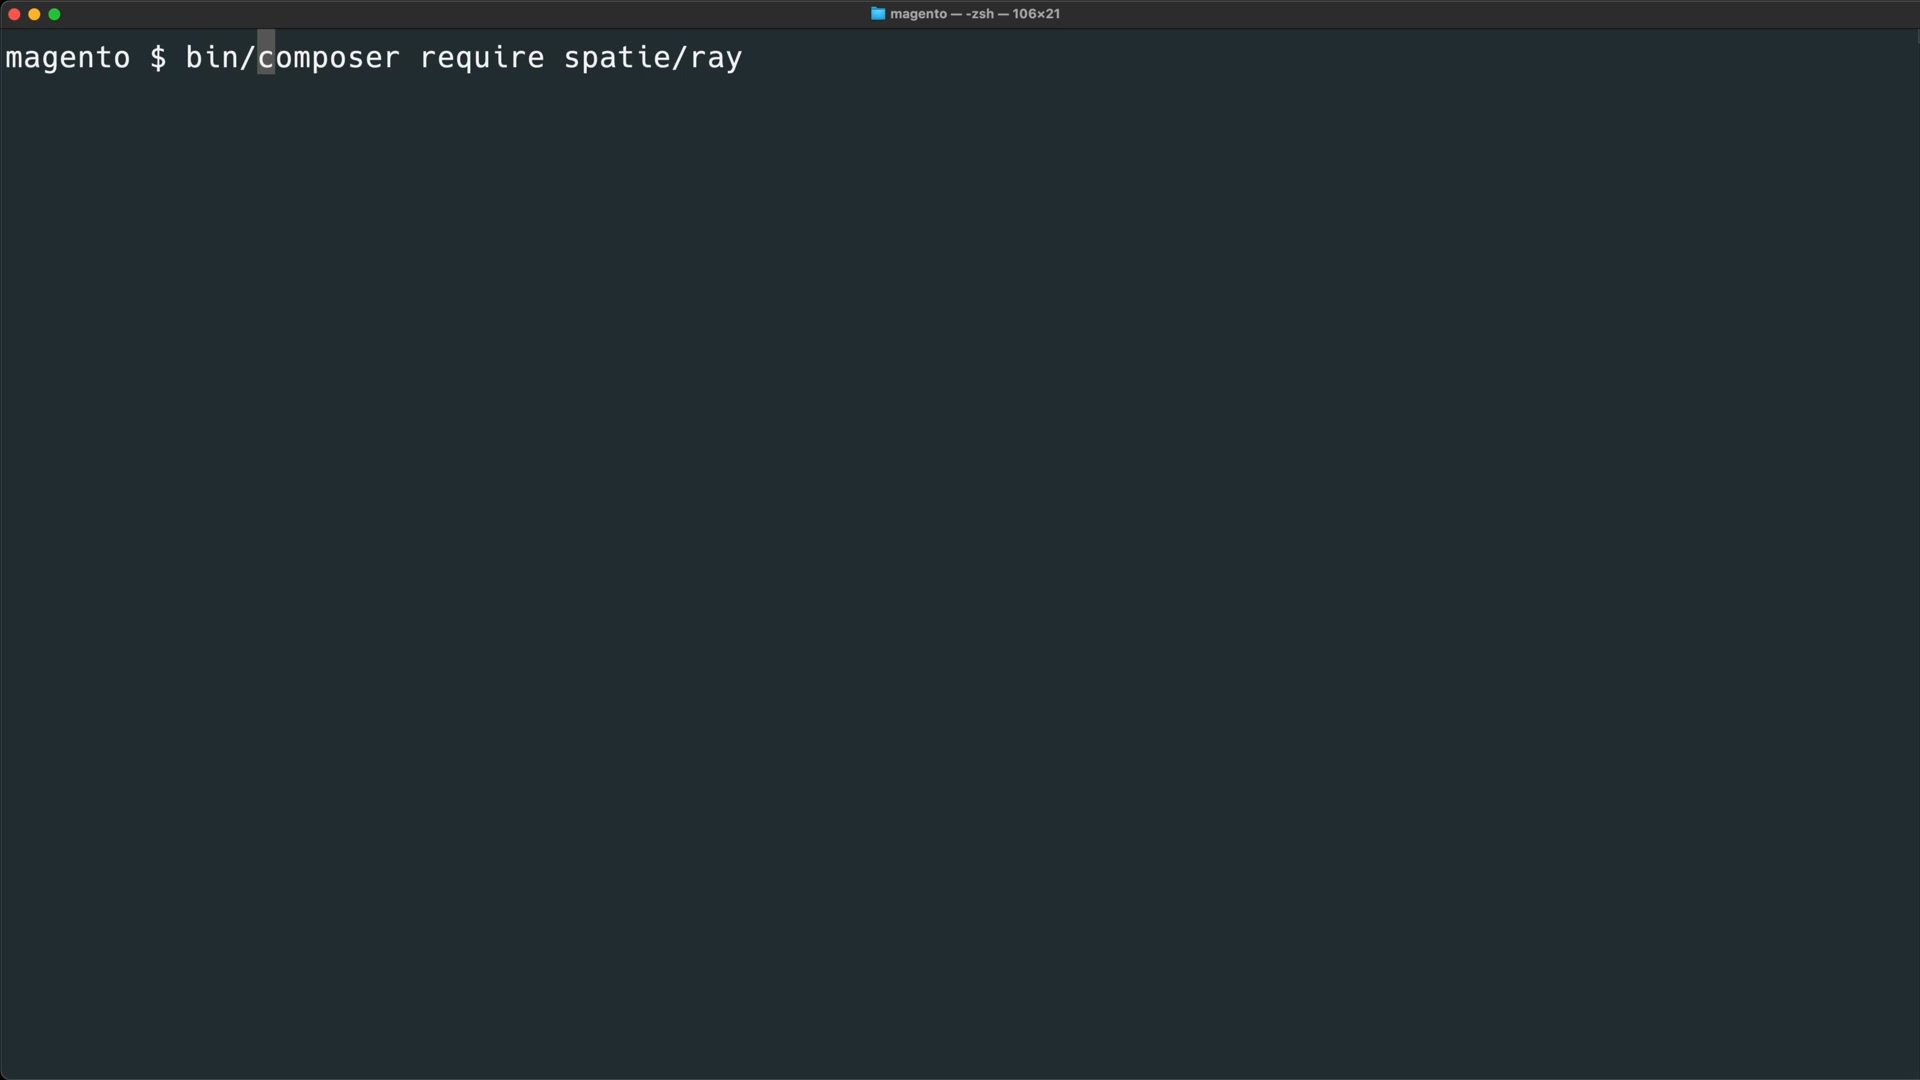 magento — -zsh — 106×21
magento $ bin/composer require spatie/ray